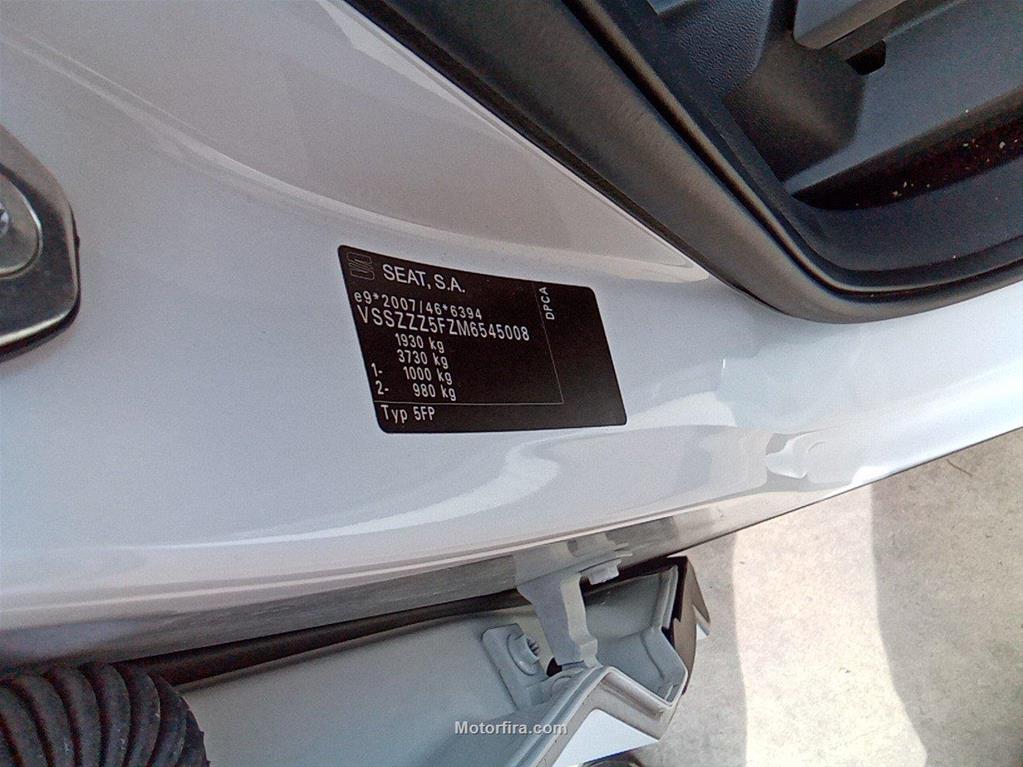 SEAT, S.A.
e9*2007/46*6394
VSSZZZ5FZM6545008
1930 kg
3730 kg
1- 1000 kg
2- 980 kg
Typ 5FP
DPCA
Motorfira.com